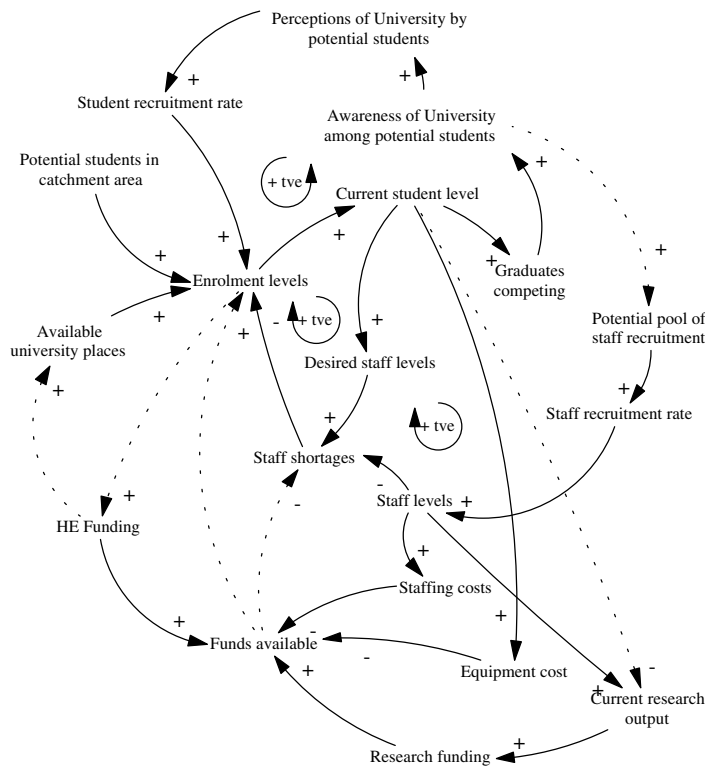 Perceptions of University by
potential students
+
+
Student recruitment rate
Awareness of University
among potential students
+
Potential students in
catchment area
+ tve
Current student level
+
+
+
+
+
Graduates
competing
Enrolment levels
+
Potential pool of
staff recruitment
Available
university places
+
-
+ tve
+
Desired staff levels
+
+
Staff recruitment rate
+
+ tve
Staff shortages
-
Staff levels
+
+
-
HE Funding
+
Staffing costs
+
+
-
Funds available
-
+
Equipment cost
-
+
Current research
output
+
Research funding